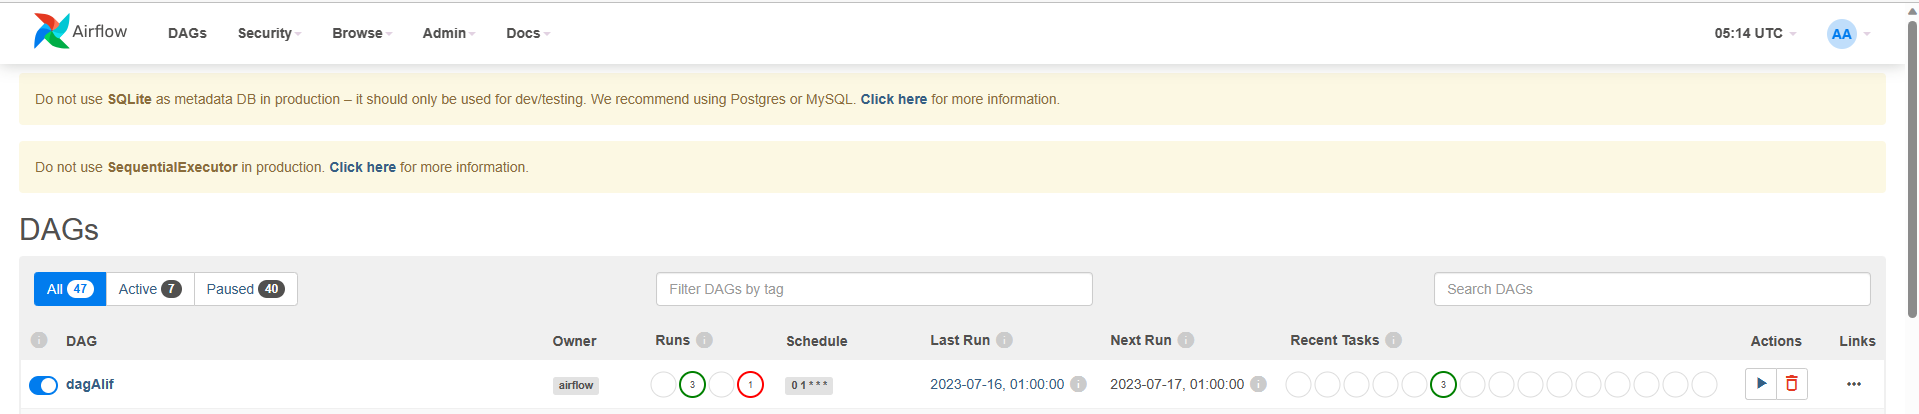 Airflow DAGs Security Browse Admin Docs 05:14 UTC AA
Do not use SQLite as metadata DB in production – it should only be used for dev/testing. We recommend using Postgres or MySQL. Click here for more information.
Do not use SequentialExecutor in production. Click here for more information.
DAGs
All 47 Active 7 Paused 40 Filter DAGs by tag Search DAGs
i DAG Owner Runs i Schedule Last Run i Next Run i Recent Tasks i Actions Links
dagAlif airflow 3 1 0 1 * * * 2023-07-16, 01:00:00 i 2023-07-17, 01:00:00 i 3